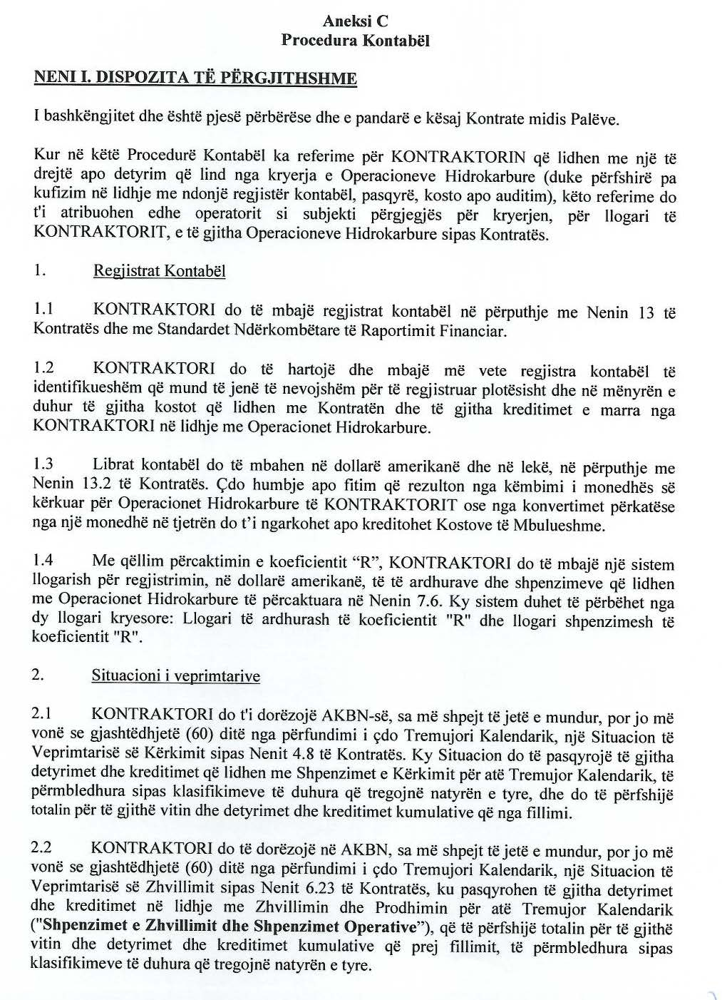 Aneksi C
Procedura Kontabël
NENI I. DISPOZITA TË PËRGJITHSHME
I bashkëngjitet dhe është pjesë përbërëse dhe e pandarë e kësaj Kontrate midis Palëve.
Kur në këtë Procedurë Kontabël ka referime për KONTRAKTORIN që lidhen me një të
drejtë apo detyrim që lind nga kryerja e Operacioneve Hidrokarbure (duke përfshirë pa
kufizim në lidhje me ndonjë regjistër kontabël, pasqyrë, kosto apo auditim), këto referime do
t'i atribuohen edhe operatorit si subjekti përgjegjës për kryerjen, për llogari të
KONTRAKTORIT, e të gjitha Operacioneve Hidrokarbure sipas Kontratës.
1. Regjistrat Kontabël
1.1 KONTRAKTORI do të mbajë regjistrat kontabël në përputhje me Nenin 13 të
Kontratës dhe me Standardet Ndërkombëtare të Raportimit Financiar.
1.2 KONTRAKTORI do të hartojë dhe mbajë më vete regjistra kontabël të
identifikueshëm që mund të jenë të nevojshëm për të regjistruar plotësisht dhe në mënyrën e
duhur të gjitha kostot që lidhen me Kontratën dhe të gjitha kreditimet e marra nga
KONTRAKTORI në lidhje me Operacionet Hidrokarbure.
1.3 Librat kontabël do të mbahen në dollarë amerikanë dhe në lekë, në përputhje me
Nenin 13.2 të Kontratës. Çdo humbje apo fitim që rezulton nga këmbimi i monedhës së
kërkuar për Operacionet Hidrokarbure të KONTRAKTORIT ose nga konvertimet përkatëse
nga një monedhë në tjetrën do t’i ngarkohet apo kreditohet Kostove të Mbulueshme.
1.4 Me qëllim përcaktimin e koeficientit “R”, KONTRAKTORI do të mbajë një sistem
llogarish për regjistrimin, në dollarë amerikanë, të të ardhurave dhe shpenzimeve që lidhen
me Operacionet Hidrokarbure të përcaktuara në Nenin 7.6. Ky sistem duhet të përbëhet nga
dy llogari kryesore: Llogari të ardhurash të koeficientit "R" dhe llogari shpenzimesh të
koeficientit "R".
2. Situacioni i veprimtarive
2.1 KONTRAKTORI do t'i dorëzojë AKBN-së, sa më shpejt të jetë e mundur, por jo më
vonë se gjashtëdhjetë (60) ditë nga përfundimi i çdo Tremujori Kalendarik, një Situacion të
Veprimtarisë së Kërkimit sipas Nenit 4.8 të Kontratës. Ky Situacion do të pasqyrojë të gjitha
detyrimet dhe kreditimet që lidhen me Shpenzimet e Kërkimit për atë Tremujor Kalendarik, të
përmbledhura sipas klasifikimeve të duhura që tregojnë natyrën e tyre, dhe do të përfshijë
totalin për të gjithë vitin dhe detyrimet dhe kreditimet kumulative që nga fillimi.
2.2 KONTRAKTORI do të dorëzojë në AKBN, sa më shpejt të jetë e mundur, por jo më
vonë se gjashtëdhjetë (60) ditë nga përfundimi i çdo Tremujori Kalendarik, një Situacion të
Veprimtarisë së Zhvillimit sipas Nenit 6.23 të Kontratës, ku pasqyrohen të gjitha detyrimet
dhe kreditimet në lidhje me Zhvillimin dhe Prodhimin për atë Tremujor Kalendarik
("Shpenzimet e Zhvillimit dhe Shpenzimet Operative”), që të përfshijë totalin për të gjithë
vitin dhe detyrimet dhe kreditimet kumulative që prej fillimit, të përmbledhura sipas
klasifikimeve të duhura që tregojnë natyrën e tyre.